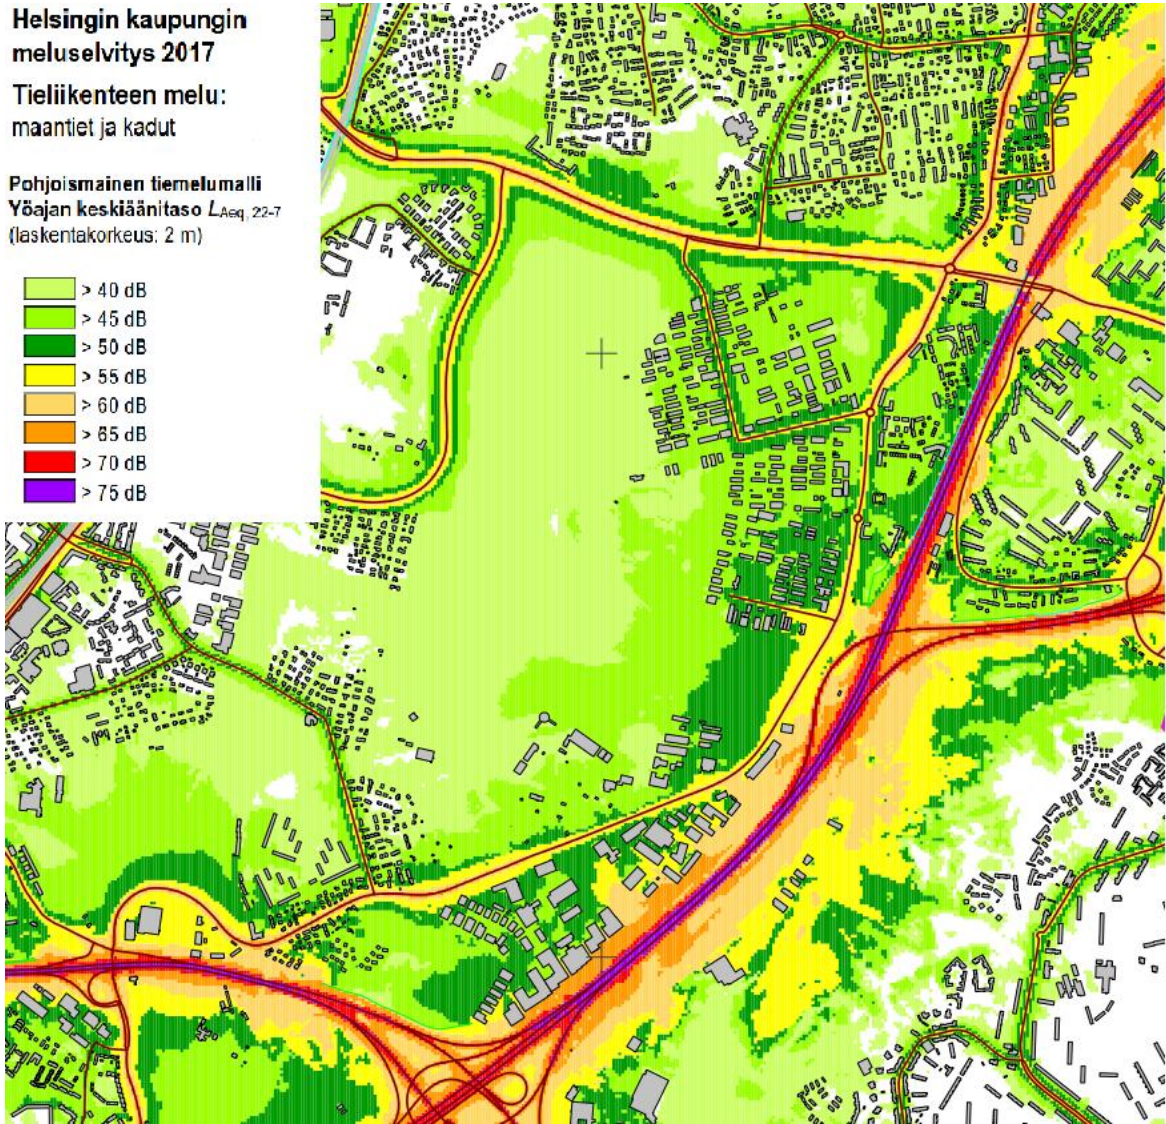 Helsingin kaupungin
meluselvitys 2017
Tieliikenteen melu:
maantiet ja kadut
Pohjoismainen tiemelumalli
Yöajan keskiäänitaso LAeq, 22-7
(laskentakorkeus: 2 m)
> 40 dB
> 45 dB
> 50 dB
> 55 dB
> 60 dB
> 65 dB
> 70 dB
> 75 dB